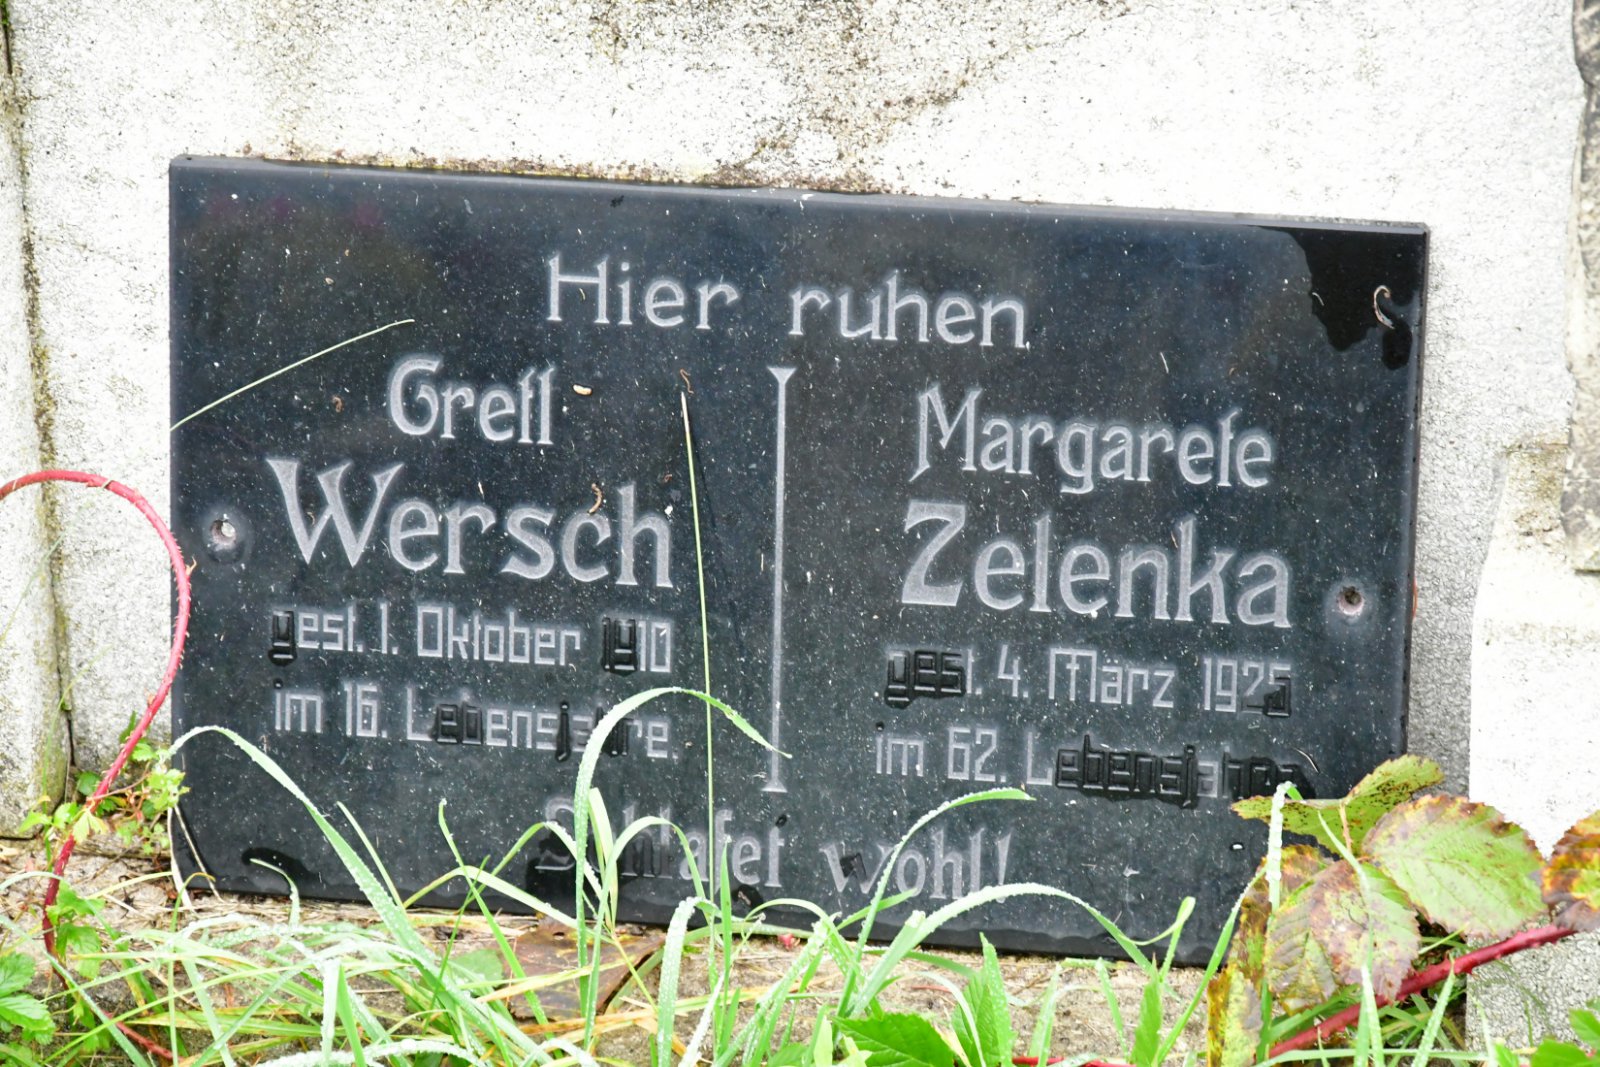 Hier ruhen
Gretl
Wersch
gest. 1. Oktober 1910
im 16. Lebensjahre.
Margarete
Zelenka
gest. 4. März 1925
im 62. Lebensjahre
Schlafet wohl!